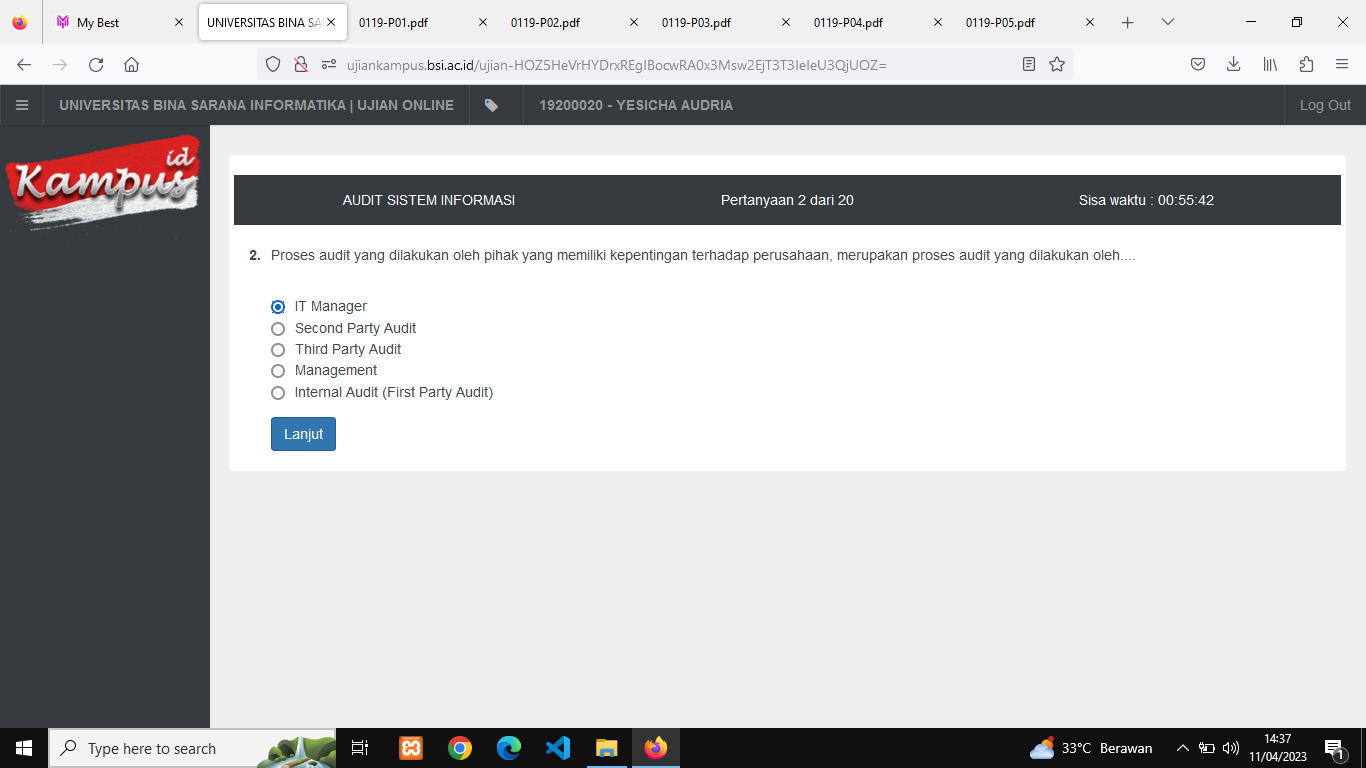 My Best
UNIVERSITAS BINA SA
0119-P01.pdf
0119-P02.pdf
0119-P03.pdf
0119-P04.pdf
0119-P05.pdf
ujiankampus.bsi.ac.id/ujian-HOZ5HeVrHYDrxREgIBocwRA0x3Msw2EjT3T3IeIeU3QjUOZ=
UNIVERSITAS BINA SARANA INFORMATIKA | UJIAN ONLINE
19200020 - YESICHA AUDRIA
Log Out
Kampus id
AUDIT SISTEM INFORMASI
Pertanyaan 2 dari 20
Sisa waktu : 00:55:42
2. Proses audit yang dilakukan oleh pihak yang memiliki kepentingan terhadap perusahaan, merupakan proses audit yang dilakukan oleh....
IT Manager
Second Party Audit
Third Party Audit
Management
Internal Audit (First Party Audit)
Lanjut
Type here to search
33°C Berawan
14:37
11/04/2023
1